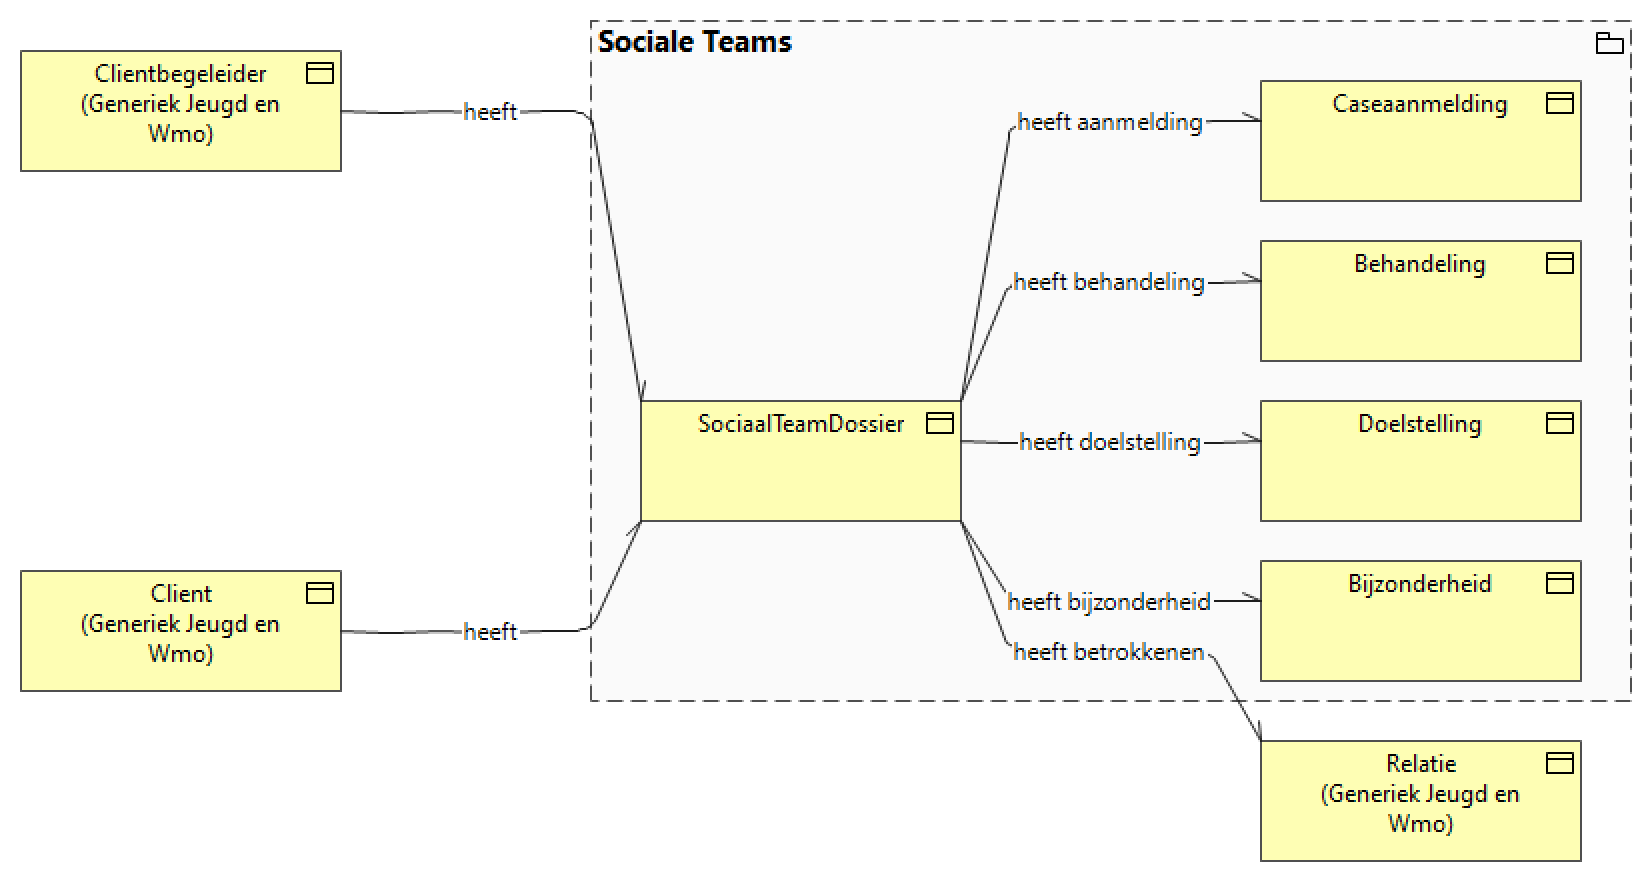 Sociale Teams
Clientbegeleider
(Generiek Jeugd en
Wmo)
heeft
heeft aanmelding
Caseaanmelding
heeft behandeling
Behandeling
SociaalTeamDossier
heeft doelstelling
Doelstelling
Client
(Generiek Jeugd en
Wmo)
heeft
heeft bijzonderheid
Bijzonderheid
heeft betrokkenen
Relatie
(Generiek Jeugd en
Wmo)